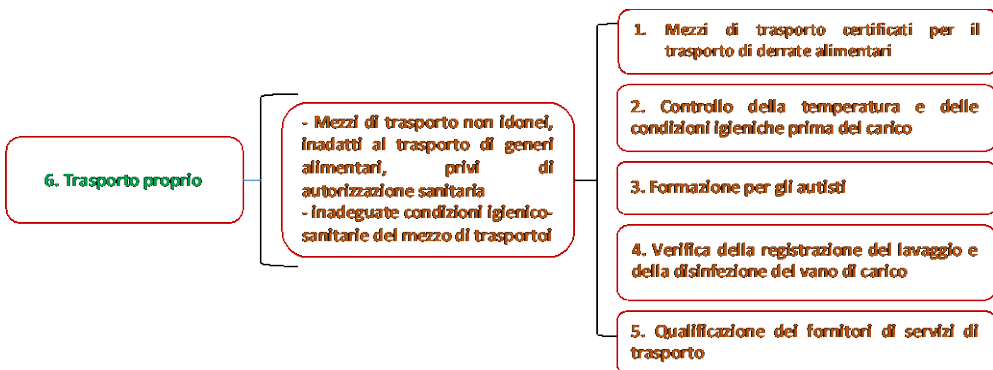 6. Trasporto proprio
- Mezzi di trasporto non idonei,
inadatti al trasporto di generi
alimentari, privi di
autorizzazione sanitaria
- inadeguate condizioni igienico-
sanitarie del mezzo di trasportoi
1. Mezzi di trasporto certificati per il
trasporto di derrate alimentari
2. Controllo della temperatura e delle
condizioni igieniche prima del carico
3. Formazione per gli autisti
4. Verifica della registrazione del lavaggio e
della disinfezione del vano di carico
5. Qualificazione dei fornitori di servizi di
trasporto